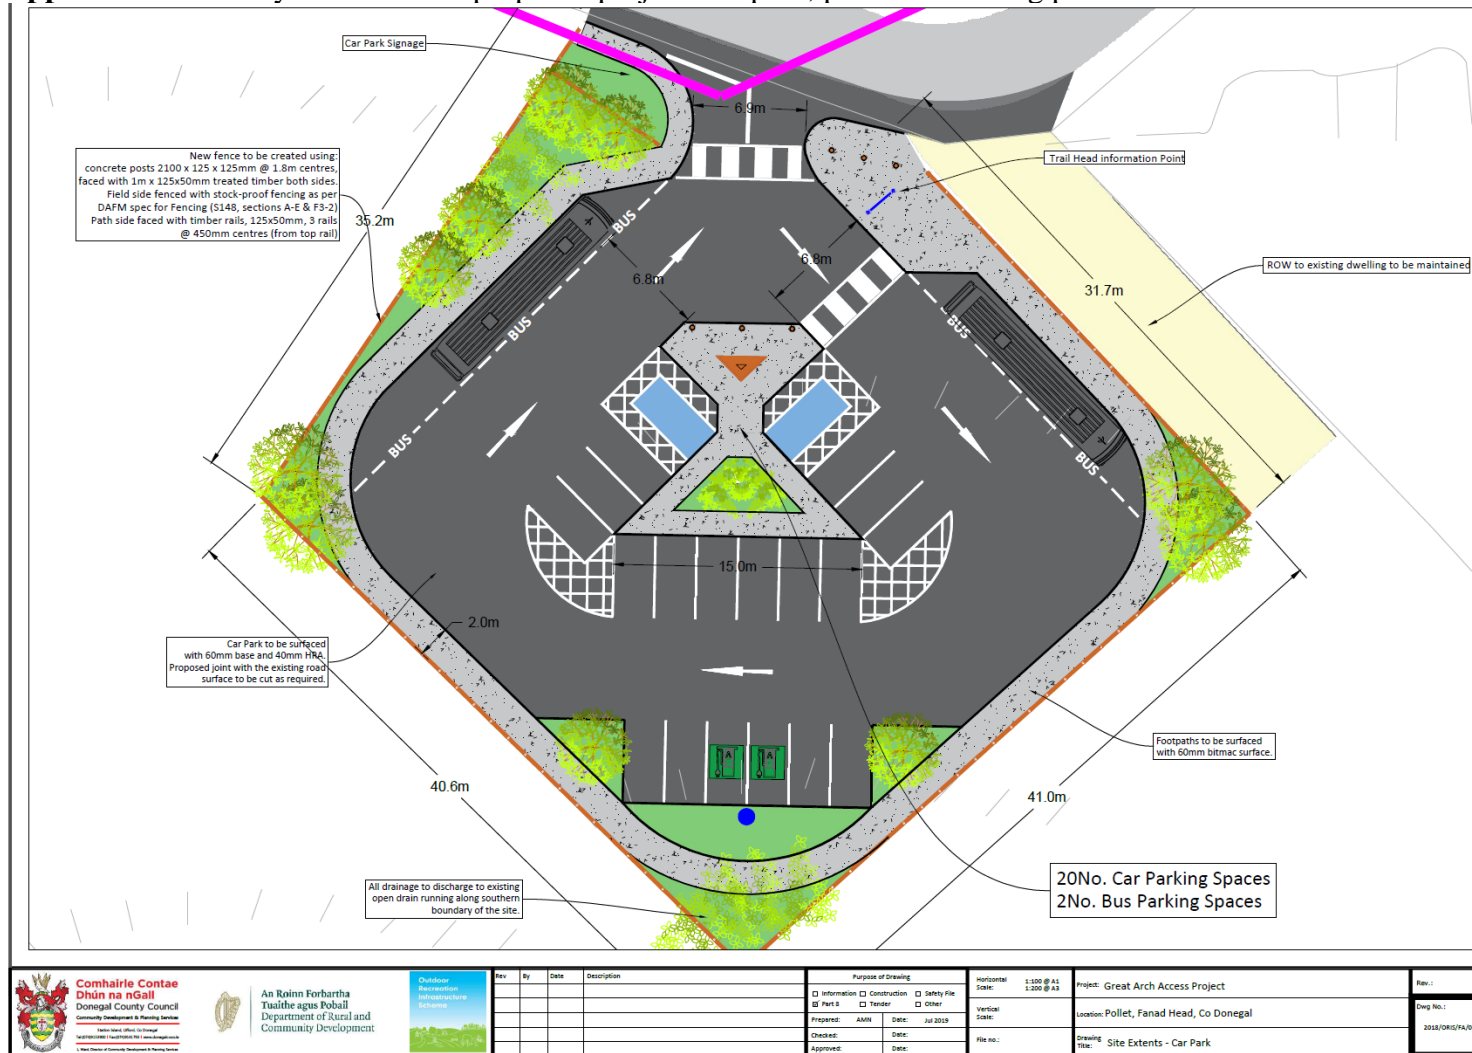 Car Park Signage
6.9m
New fence to be created using:
concrete posts 2100 x 125 x 125mm @ 1.8m centres,
faced with 1m x 125x50mm treated timber both sides.
Field side fenced with stock-proof fencing as per
DAFM spec for Fencing (S148, sections A-E & F3-2)
Path side faced with timber rails, 125x50mm, 3 rails
@ 450mm centres (from top rail)
35.2m
Trail Head information Point
ROW to existing dwelling to be maintained
31.7m
6.8m
6.8m
BUS
BUS
BUS
BUS
BUS
15.0m
2.0m
Car Park to be surfaced
with 60mm base and 40mm HRA.
Proposed joint with the existing road
surface to be cut as required.
Footpaths to be surfaced
with 60mm bitmac surface.
A
A
40.6m
41.0m
All drainage to discharge to existing
open drain running along southern
boundary of the site.
20No. Car Parking Spaces
2No. Bus Parking Spaces
Comhairle Contae
Dhún na nGall
Donegal County Council
Community Development & Planning Services
An Roinn Forbartha
Tuaithe agus Pobail
Department of Rural and
Community Development
Outdoor
Recreation
Infrastructure
Scheme
Rev By Date Description
Purpose of Drawing
Information Construction Safety File
Part 8 Tender Other
Prepared: AMN Date: Jul 2019
Checked: Date:
Approved: Date:
Horizontal Scale: 1:100 @ A1
1:200 @ A3
Vertical Scale:
File no.:
Project: Great Arch Access Project
Location: Pollet, Fanad Head, Co Donegal
Drawing Title: Site Extents - Car Park
Rev.:
Dwg No.:
2018/ORIS/FA/0